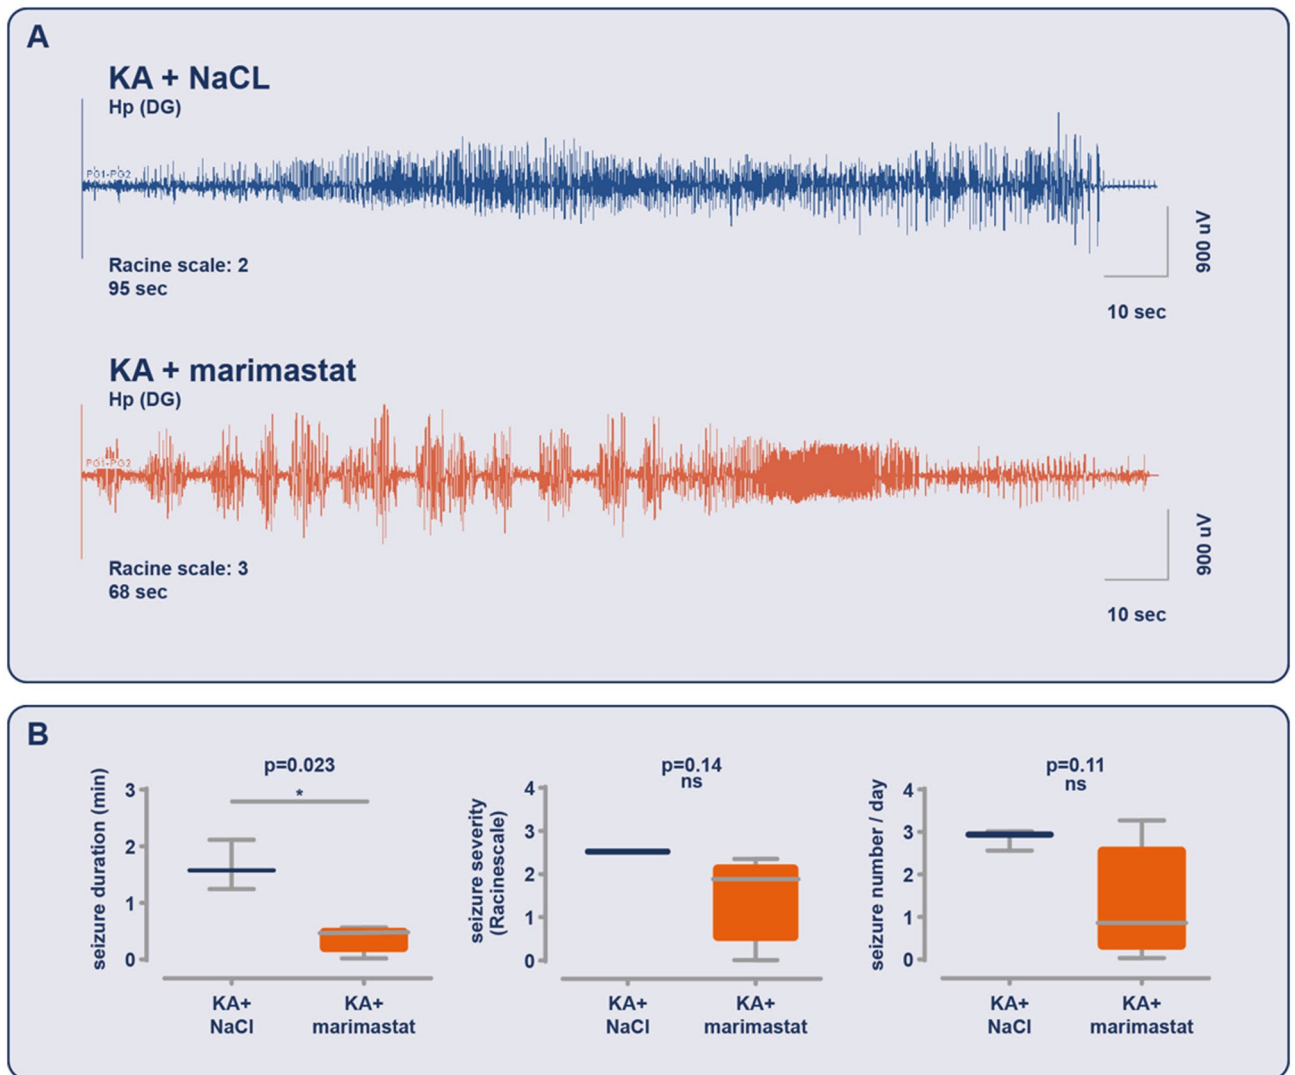 A
KA + NaCL
Hp (DG)
PG1-PG2
Racine scale: 2
95 sec
900 uV
10 sec
KA + marimastat
Hp (DG)
PG1-PG2
Racine scale: 3
68 sec
900 uV
10 sec
B
p=0.023
*
seizure duration (min)
3
2
1
0
KA+
NaCl
KA+
marimastat
p=0.14
ns
seizure severity
(Racinescale)
4
3
2
1
0
KA+
NaCl
KA+
marimastat
p=0.11
ns
seizure number / day
4
3
2
1
0
KA+
NaCl
KA+
marimastat